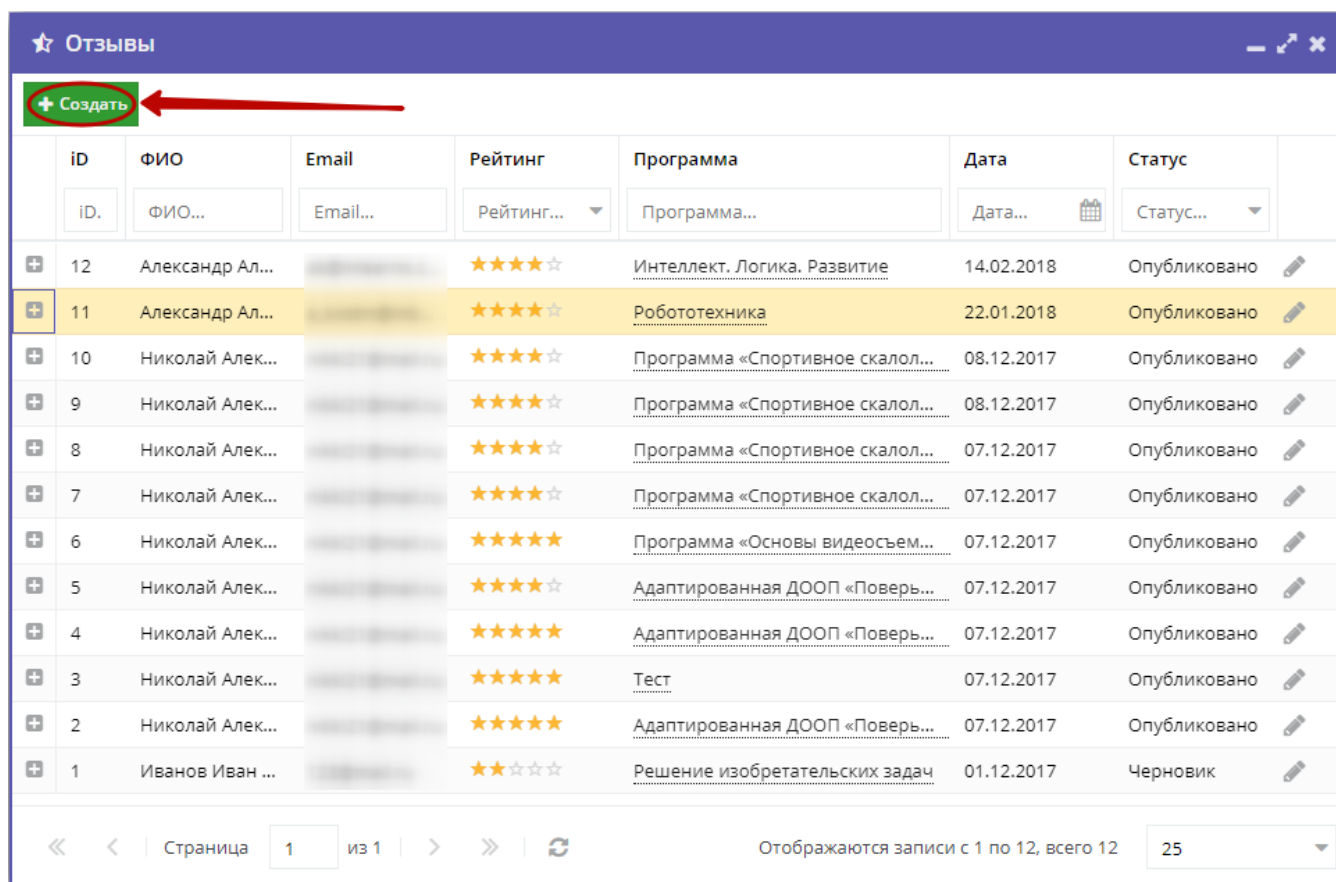 Отзывы
Создать
iD ФИО Email Рейтинг Программа Дата Статус
iD. ФИО... Email... Рейтинг... Программа... Дата... Статус...
12 Александр Ал... Интеллект. Логика. Развитие 14.02.2018 Опубликовано
11 Александр Ал... Робототехника 22.01.2018 Опубликовано
10 Николай Алек... Программа «Спортивное скалол... 08.12.2017 Опубликовано
9 Николай Алек... Программа «Спортивное скалол... 08.12.2017 Опубликовано
8 Николай Алек... Программа «Спортивное скалол... 07.12.2017 Опубликовано
7 Николай Алек... Программа «Спортивное скалол... 07.12.2017 Опубликовано
6 Николай Алек... Программа «Основы видеосъем... 07.12.2017 Опубликовано
5 Николай Алек... Адаптированная ДООП «Поверь... 07.12.2017 Опубликовано
4 Николай Алек... Адаптированная ДООП «Поверь... 07.12.2017 Опубликовано
3 Николай Алек... Тест 07.12.2017 Опубликовано
2 Николай Алек... Адаптированная ДООП «Поверь... 07.12.2017 Опубликовано
1 Иванов Иван ... Решение изобретательских задач 01.12.2017 Черновик
Страница 1 из 1 Отображаются записи с 1 по 12, всего 12 25